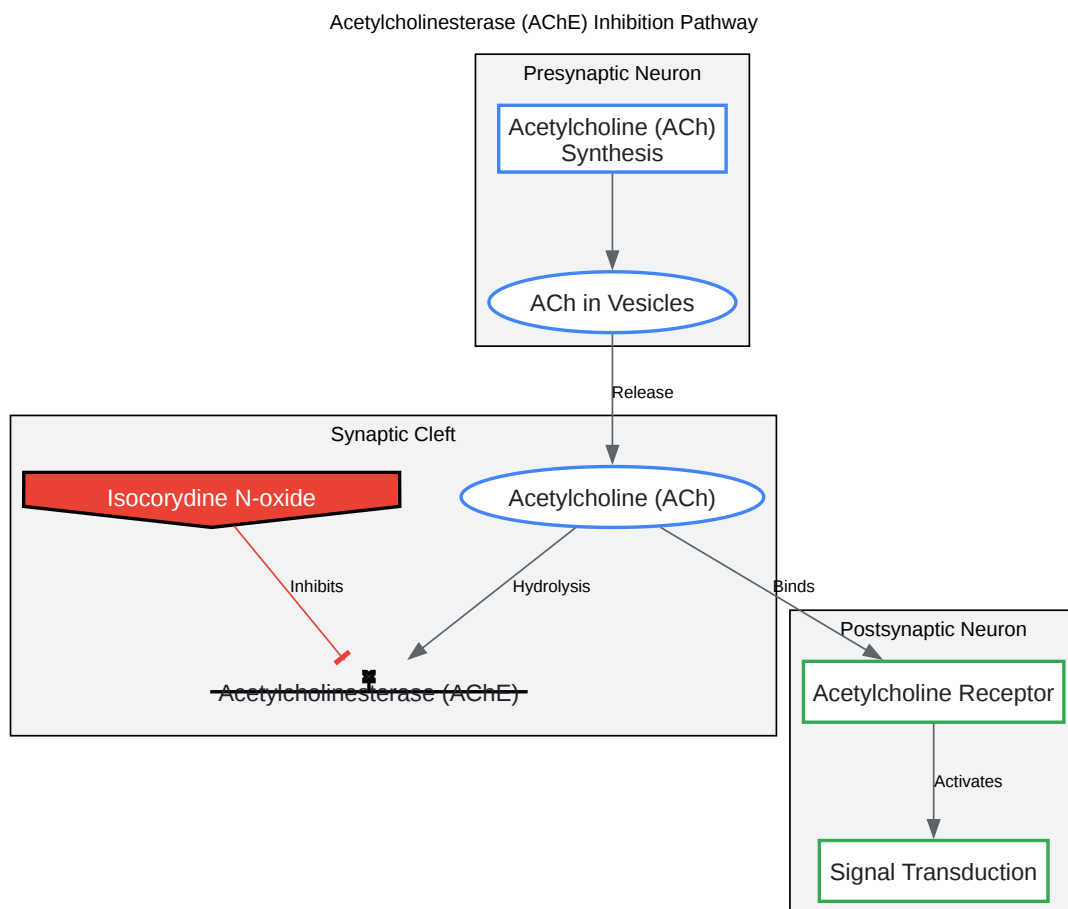 Acetylcholinesterase (AChE) Inhibition Pathway
Presynaptic Neuron
Acetylcholine (ACh)
Synthesis
ACh in Vesicles
Release
Synaptic Cleft
Isocorydine N-oxide
Acetylcholine (ACh)
Inhibits
Hydrolysis
Binds
Postsynaptic Neuron
Acetylcholinesterase (AChE)
Acetylcholine Receptor
Activates
Signal Transduction